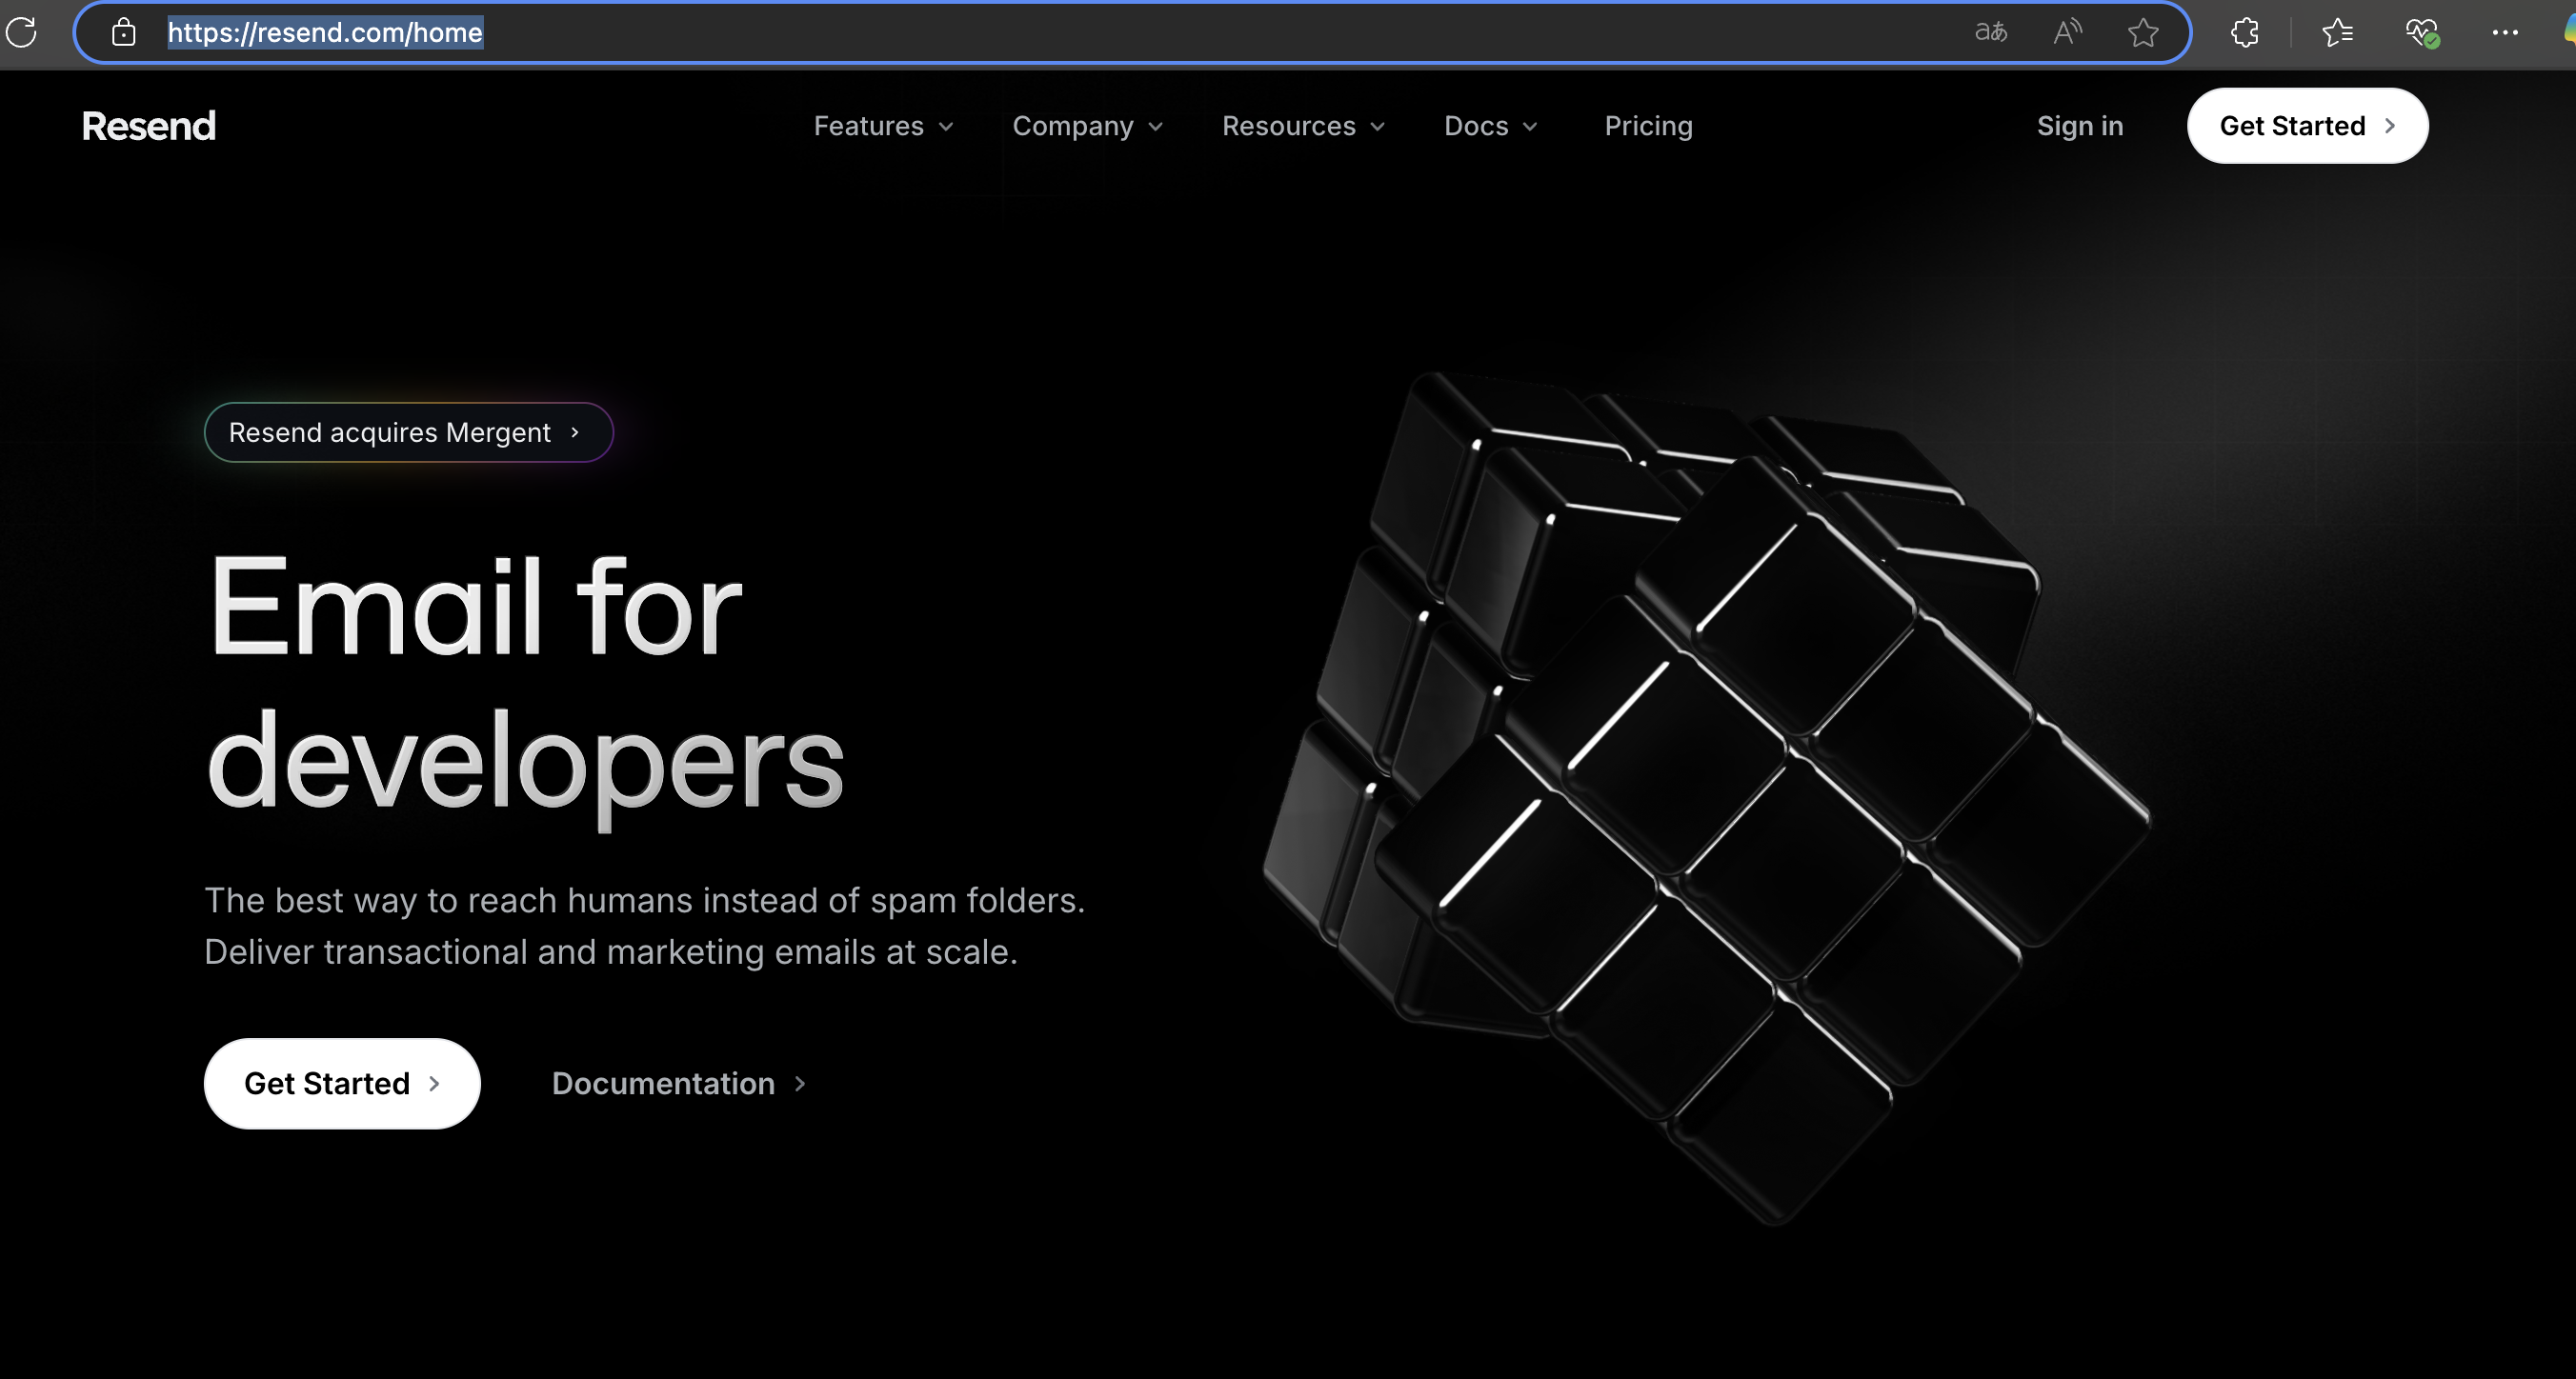 https://resend.com/home
aあ
A
Resend
Features
Company
Resources
Docs
Pricing
Sign in
Get Started
Resend acquires Mergent
Email for
developers
The best way to reach humans instead of spam folders.
Deliver transactional and marketing emails at scale.
Get Started
Documentation